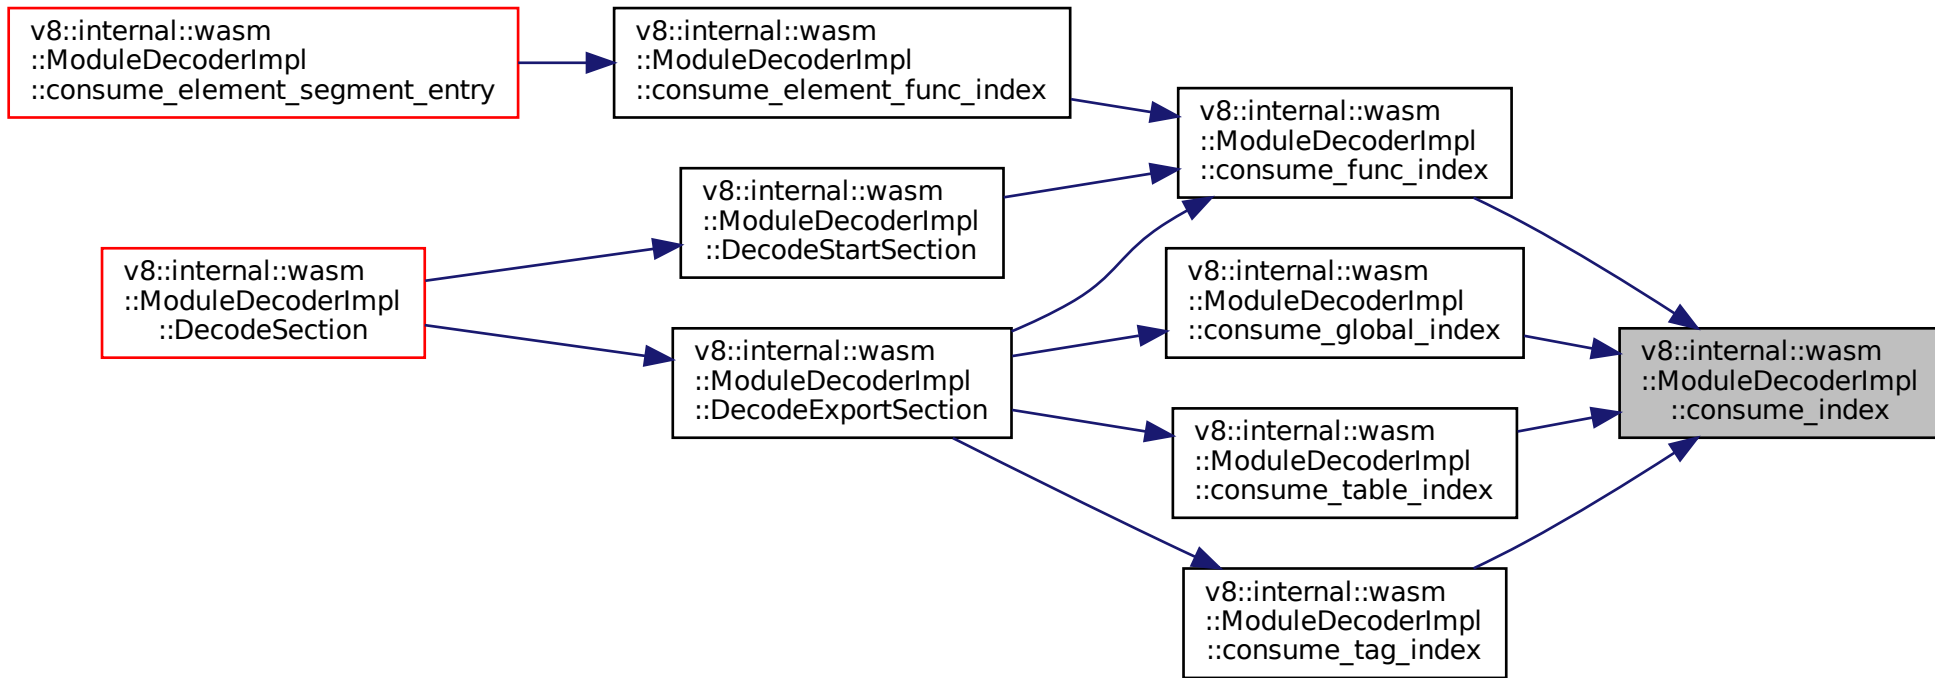 v8::internal::wasm
::ModuleDecoderImpl
::consume_element_segment_entry
v8::internal::wasm
::ModuleDecoderImpl
::consume_element_func_index
v8::internal::wasm
::ModuleDecoderImpl
::consume_func_index
v8::internal::wasm
::ModuleDecoderImpl
::DecodeStartSection
v8::internal::wasm
::ModuleDecoderImpl
::DecodeSection
v8::internal::wasm
::ModuleDecoderImpl
::consume_global_index
v8::internal::wasm
::ModuleDecoderImpl
::DecodeExportSection
v8::internal::wasm
::ModuleDecoderImpl
::consume_index
v8::internal::wasm
::ModuleDecoderImpl
::consume_table_index
v8::internal::wasm
::ModuleDecoderImpl
::consume_tag_index